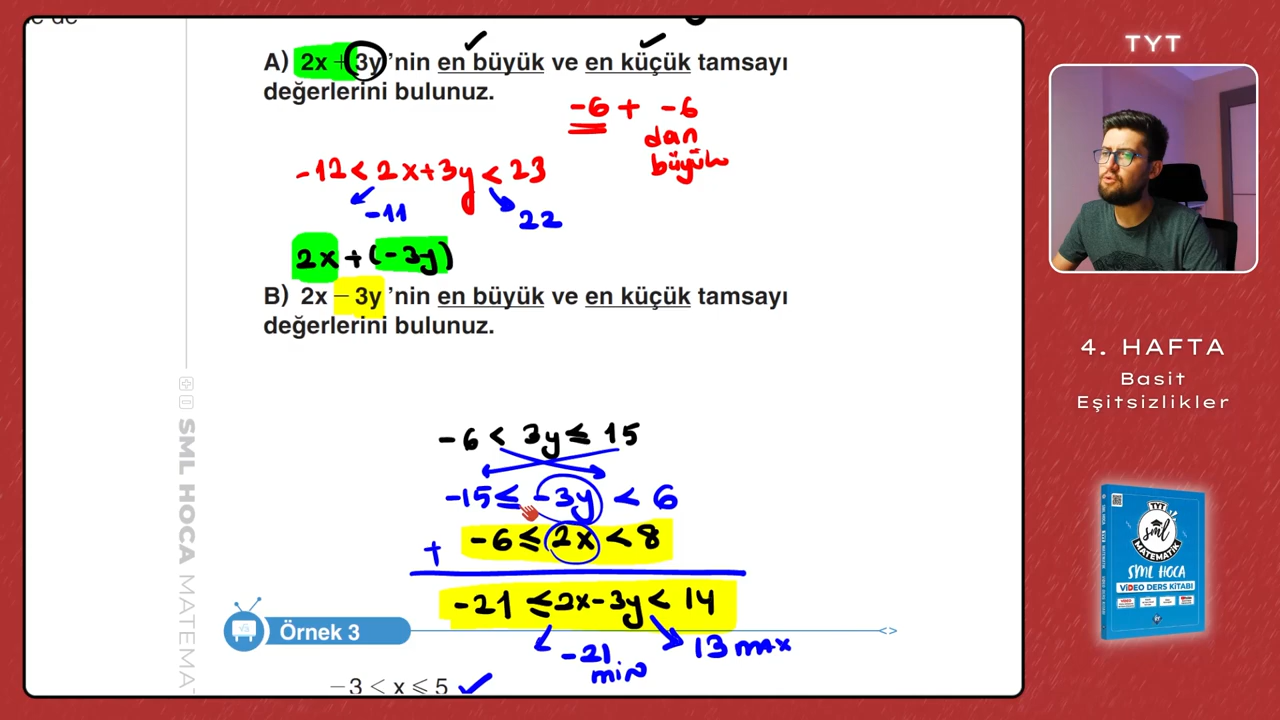 A) 2x + 3y 'nin en büyük ve en küçük tamsayı
değerlerini bulunuz.
-6 + -6
dan
büyük
-12 < 2x+3y < 23
-11
22
2x + (-3y)
B) 2x − 3y 'nin en büyük ve en küçük tamsayı
değerlerini bulunuz.
-6 < 3y ≤ 15
-15 ≤ -3y < 6
+ -6 ≤ 2x < 8
-21 ≤ 2x-3y < 14
-21
min
13 max
Örnek 3
−3 < x ≤ 5
SML HOCA MATEMA
TYT
4. HAFTA
Basit
Eşitsizlikler
TYT
sml
MATEMATİK
SML HOCA
VİDEO DERS KİTABI